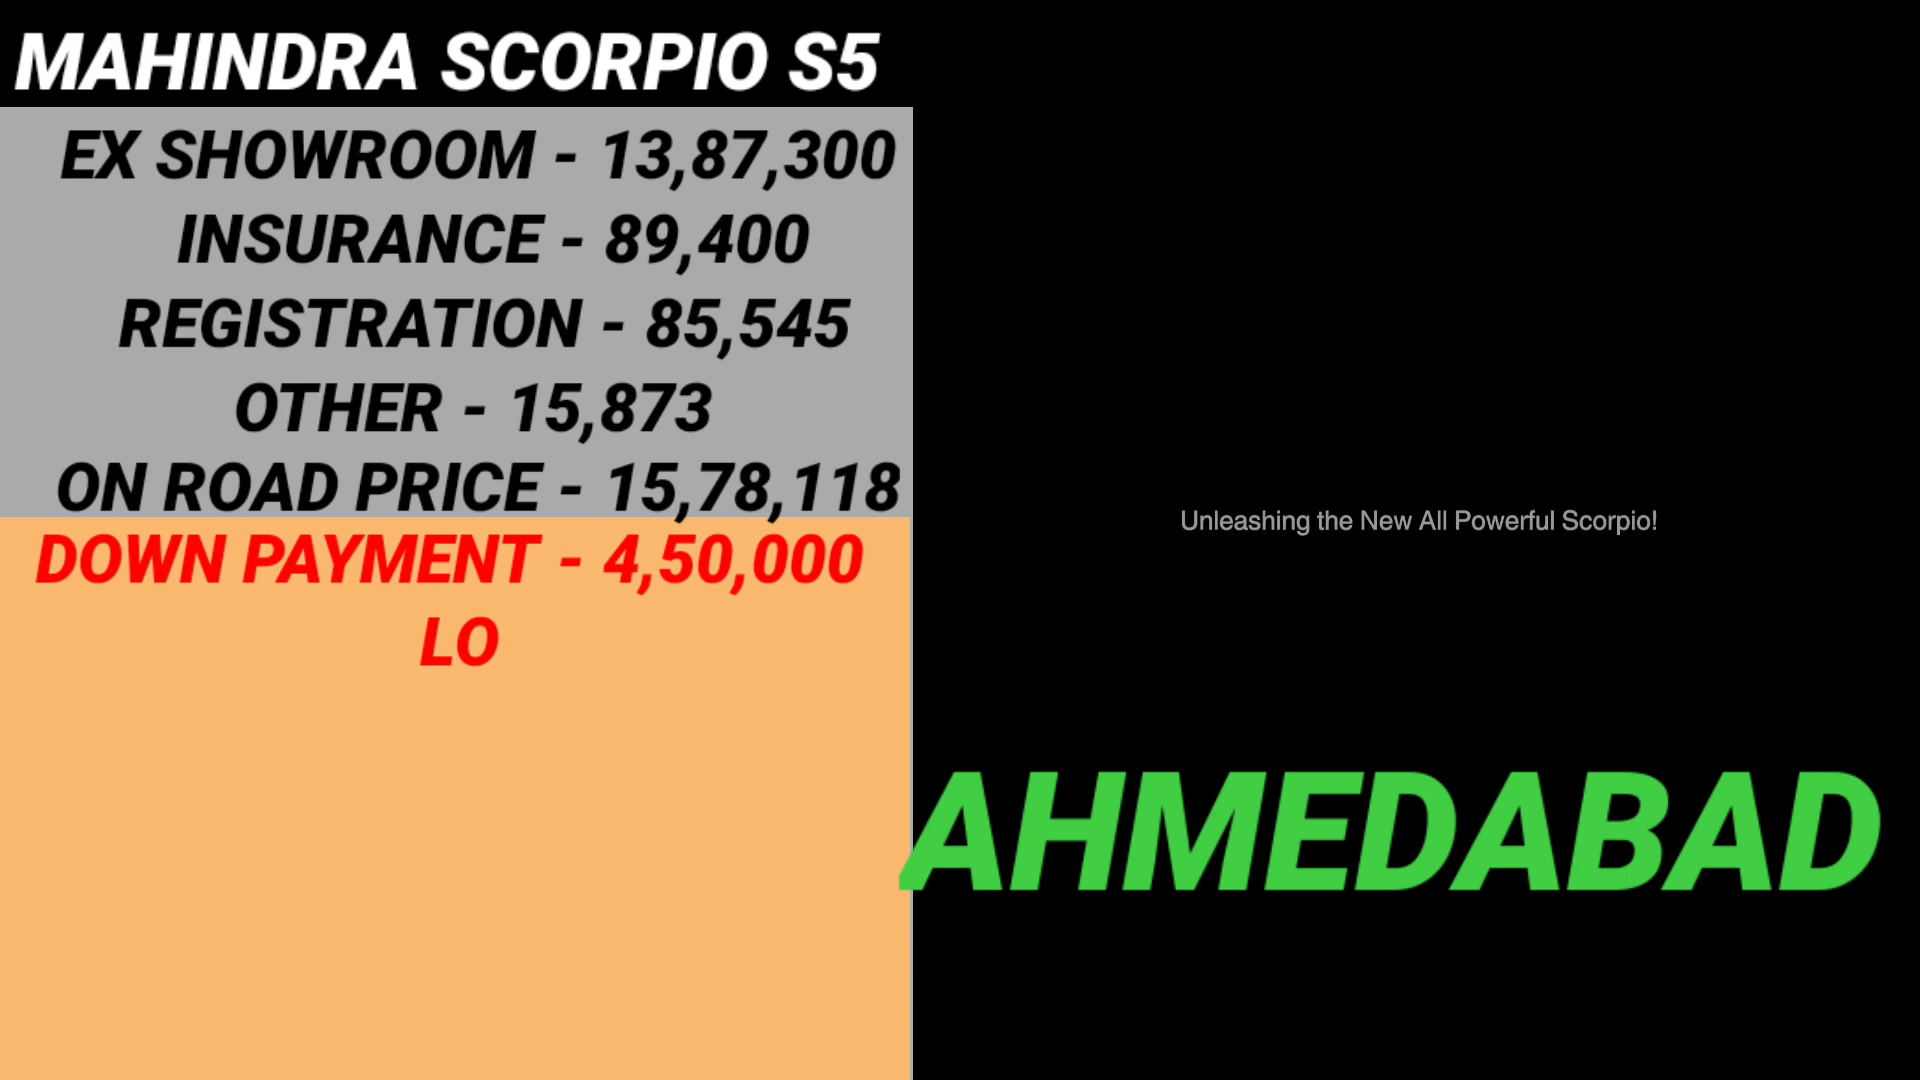 MAHINDRA SCORPIO S5
EX SHOWROOM - 13,87,300
INSURANCE - 89,400
REGISTRATION - 85,545
OTHER - 15,873
ON ROAD PRICE - 15,78,118
DOWN PAYMENT - 4,50,000
LO
Unleashing the New All Powerful Scorpio!
AHMEDABAD